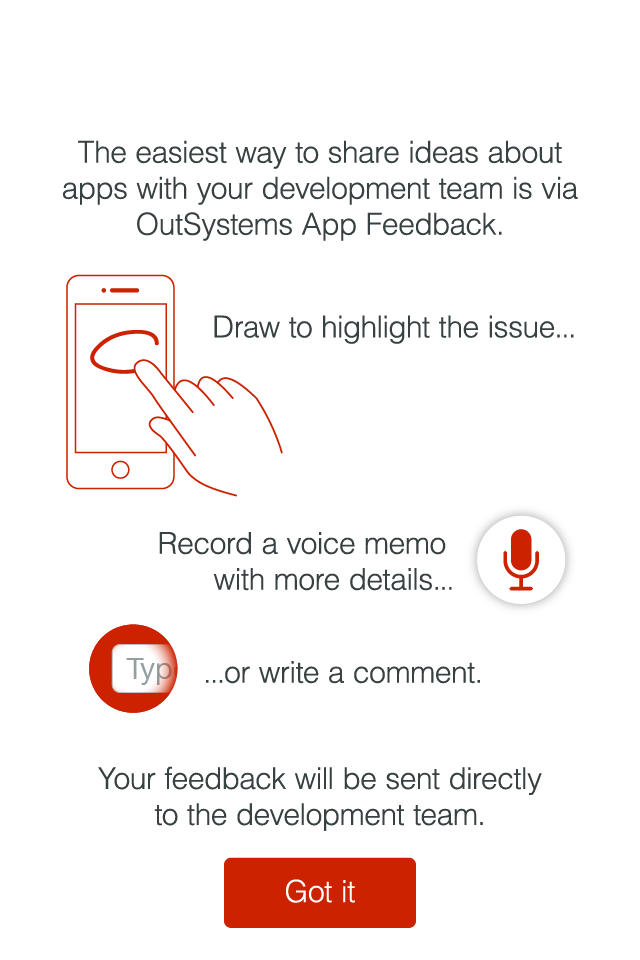 The easiest way to share ideas about
apps with your development team is via
OutSystems App Feedback.
Draw to highlight the issue...
Record a voice memo
with more details...
Typ
...or write a comment.
Your feedback will be sent directly
to the development team.
Got it